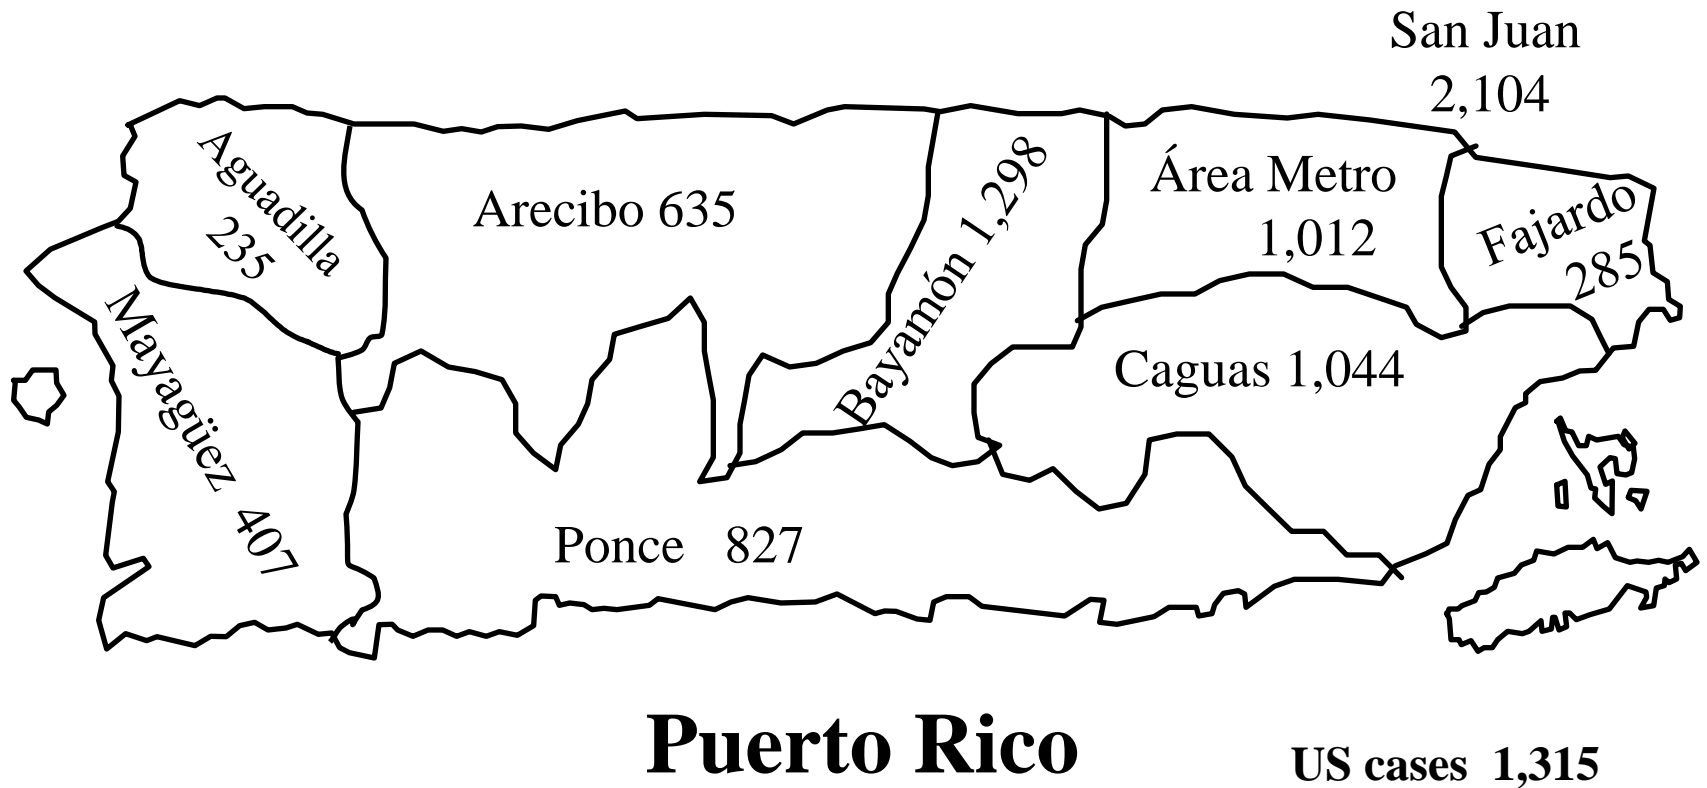 San Juan
2,104
Aguadilla
235
Arecibo 635
Bayamón 1,298
Área Metro
1,012
Fajardo
285
Mayagüez 407
Caguas 1,044
Ponce 827
Puerto Rico
US cases 1,315